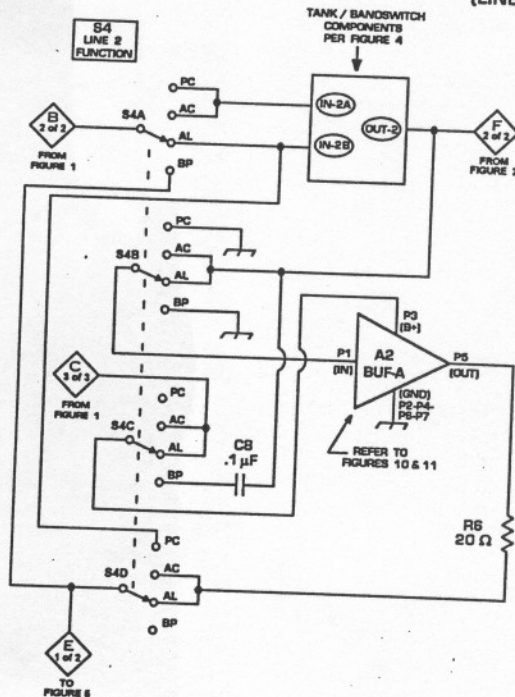 (LINE
TANK / BANDSWITCH
COMPONENTS
PER FIGURE 4
S4
LINE 2
FUNCTION
PC
B
2 of 2
S4A
AC
IN-2A
OUT-2
F
2 of 2
AL
IN-2B
FROM
FIGURE 1
BP
FROM
FIGURE
PC
AC
S4B
AL
BP
P3
(B+)
P1
(IN)
A2
BUF-A
P5
(OUT)
C
3 of 3
FROM
FIGURE 1
PC
(GND)
P2-P4-
P6-P7
AC
S4C
AL
C8
.1 µF
REFER TO
FIGURES 10 & 11
BP
PC
R6
20 Ω
AC
S4D
AL
BP
E
1 of 2
TO
FIGURE 5